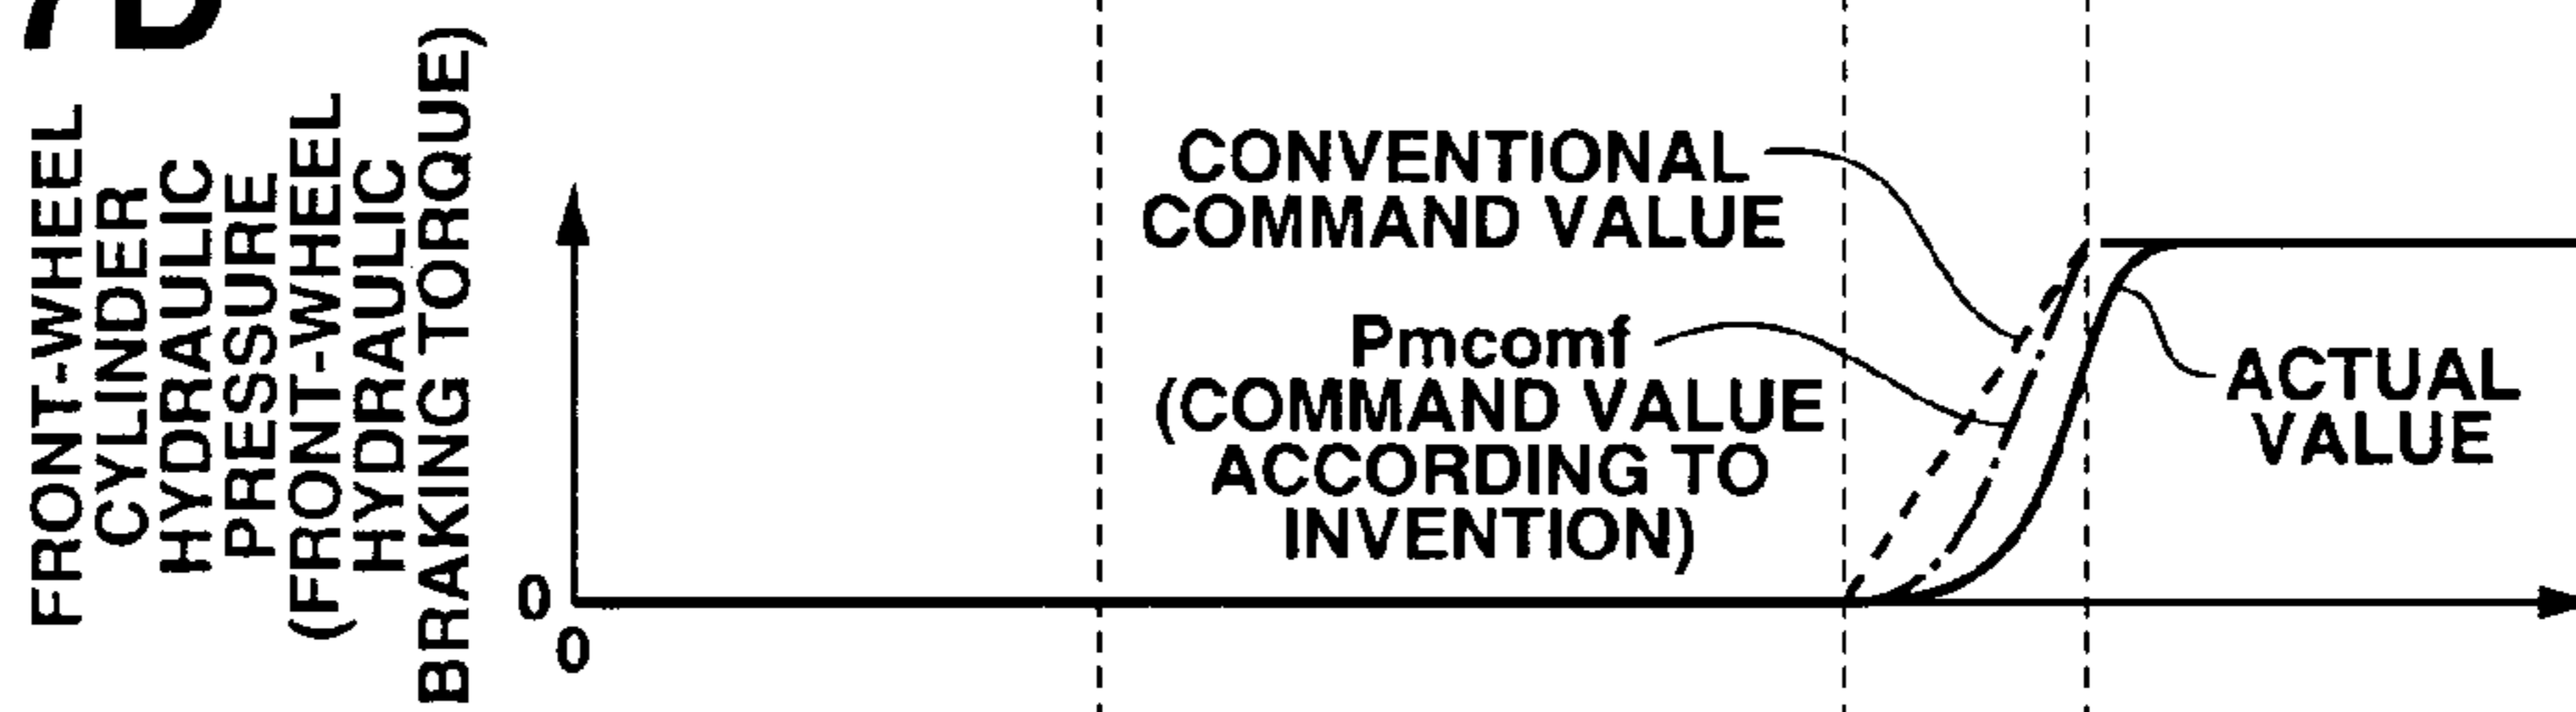 FRONT-WHEEL
CYLINDER
HYDRAULIC
PRESSURE
(FRONT-WHEEL
HYDRAULIC
BRAKING TORQUE)
CONVENTIONAL
COMMAND VALUE
Pmcomf
(COMMAND VALUE
ACCORDING TO
INVENTION)
ACTUAL
VALUE
0
0